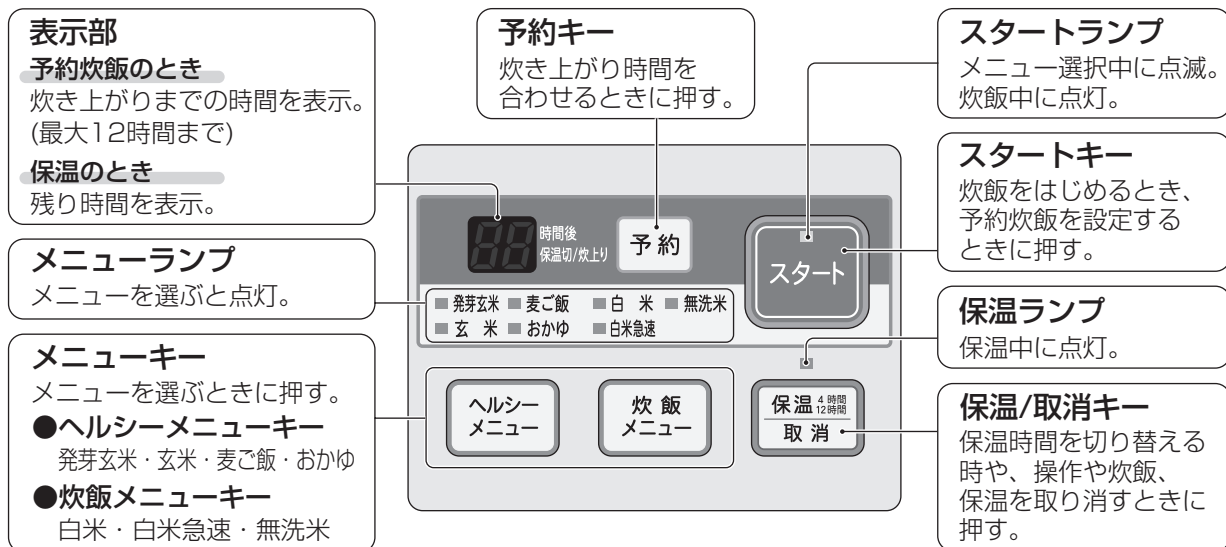 表示部
予約炊飯のとき
炊き上がりまでの時間を表示。
(最大12時間まで)
保温のとき
残り時間を表示。
メニューランプ
メニューを選ぶと点灯。
メニューキー
メニューを選ぶときに押す。
●ヘルシーメニューキー
発芽玄米・玄米・麦ご飯・おかゆ
●炊飯メニューキー
白米・白米急速・無洗米
予約キー
炊き上がり時間を
合わせるときに押す。
88
時間後
保温切/炊上り
予約
スタート
発芽玄米 麦ご飯 白米 無洗米
玄米 おかゆ 白米急速
ヘルシー
メニュー
炊飯
メニュー
保温 4時間
12時間
取消
スタートランプ
メニュー選択中に点滅。
炊飯中に点灯。
スタートキー
炊飯をはじめるとき、
予約炊飯を設定する
ときに押す。
保温ランプ
保温中に点灯。
保温/取消キー
保温時間を切り替える
時や、操作や炊飯、
保温を取り消すときに
押す。